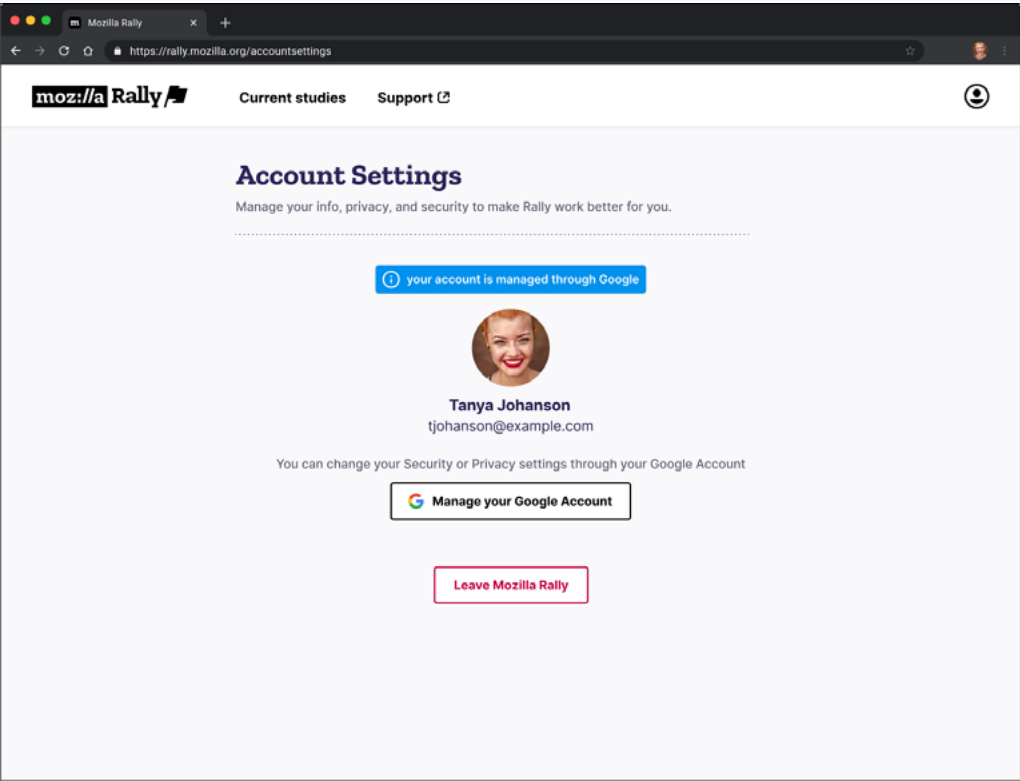 m Mozilla Rally
https://rally.mozilla.org/accountsettings
moz://a Rally
Current studies
Support
Account Settings
Manage your info, privacy, and security to make Rally work better for you.
your account is managed through Google
Tanya Johanson
tjohanson@example.com
You can change your Security or Privacy settings through your Google Account
G Manage your Google Account
Leave Mozilla Rally